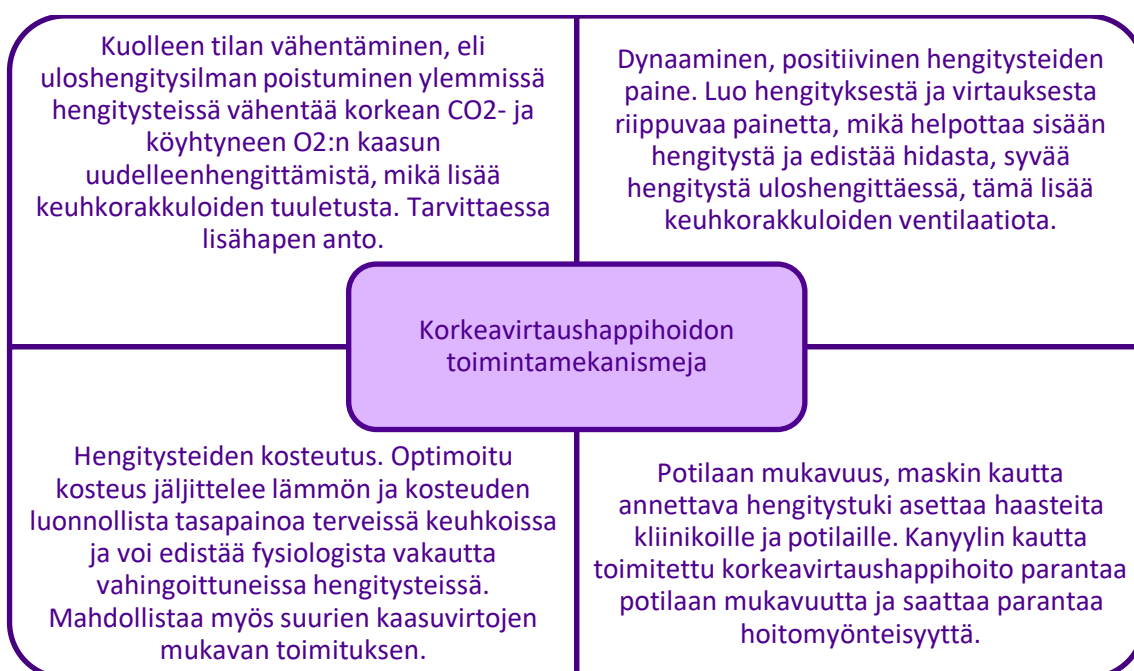 Kuolleen tilan vähentäminen, eli
uloshengitysilman poistuminen ylemmissä
hengitysteissä vähentää korkean CO2- ja
köyhtyneen O2:n kaasun
uudelleenhengittämistä, mikä lisää
keuhkorakkuloiden tuuletusta. Tarvittaessa
lisähapen anto.
Dynaaminen, positiivinen hengitysteiden
paine. Luo hengityksestä ja virtauksesta
riippuvaa painetta, mikä helpottaa sisään
hengitystä ja edistää hidasta, syvää
hengitystä uloshengittäessä, tämä lisää
keuhkorakkuloiden ventilaatiota.
Korkeavirtaushappihoidon
toimintamekanismeja
Hengitysteiden kosteutus. Optimoitu
kosteus jäljittelee lämmön ja kosteuden
luonnollista tasapainoa terveissä keuhkoissa
ja voi edistää fysiologista vakautta
vahingoittuneissa hengitysteissä.
Mahdollistaa myös suurien kaasuvirtojen
mukavan toimituksen.
Potilaan mukavuus, maskin kautta
annettava hengitystuki asettaa haasteita
kliinikoille ja potilaille. Kanyylin kautta
toimitettu korkeavirtaushappihoito parantaa
potilaan mukavuutta ja saattaa parantaa
hoitomyönteisyyttä.